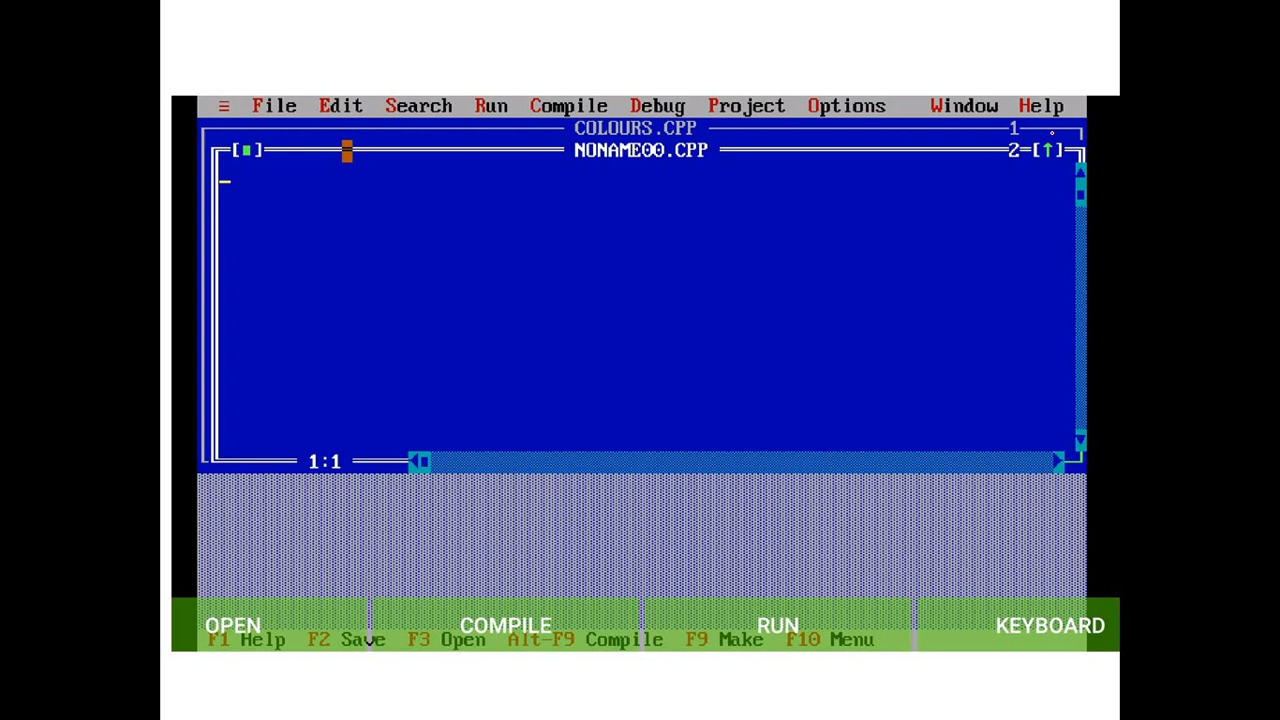 ≡ File Edit Search Run Compile Debug Project Options Window Help
COLOURS.CPP 1
[■] NONAME00.CPP 2=[↑]
1:1
OPEN COMPILE RUN KEYBOARD
F1 Help F2 Save F3 Open Alt-F9 Compile F9 Make F10 Menu